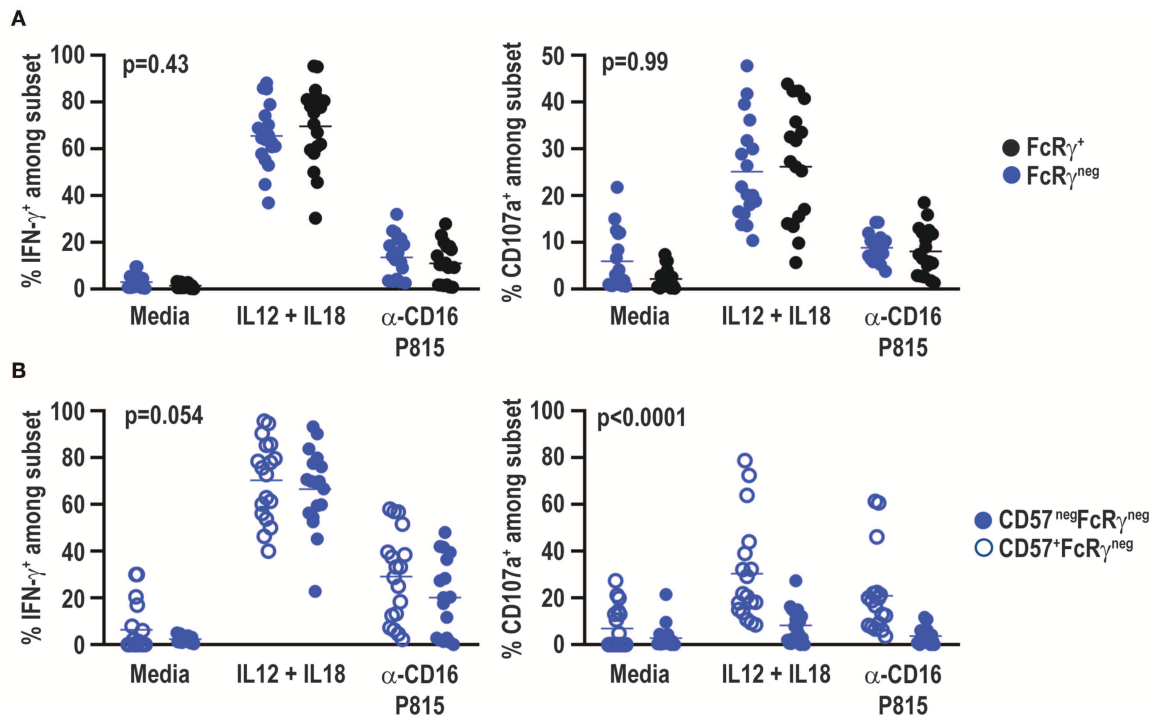 A
% IFN-γ⁺ among subset
100
80
60
40
20
0
p=0.43
Media
IL12 + IL18
α-CD16
P815
% CD107a⁺ among subset
50
40
30
20
10
0
p=0.99
Media
IL12 + IL18
α-CD16
P815
FcRγ⁺
FcRγⁿᵉᵍ
B
% IFN-γ⁺ among subset
100
80
60
40
20
0
p=0.054
Media
IL12 + IL18
α-CD16
P815
% CD107a⁺ among subset
100
80
60
40
20
0
p<0.0001
Media
IL12 + IL18
α-CD16
P815
CD57ⁿᵉᵍFcRγⁿᵉᵍ
CD57⁺FcRγⁿᵉᵍ